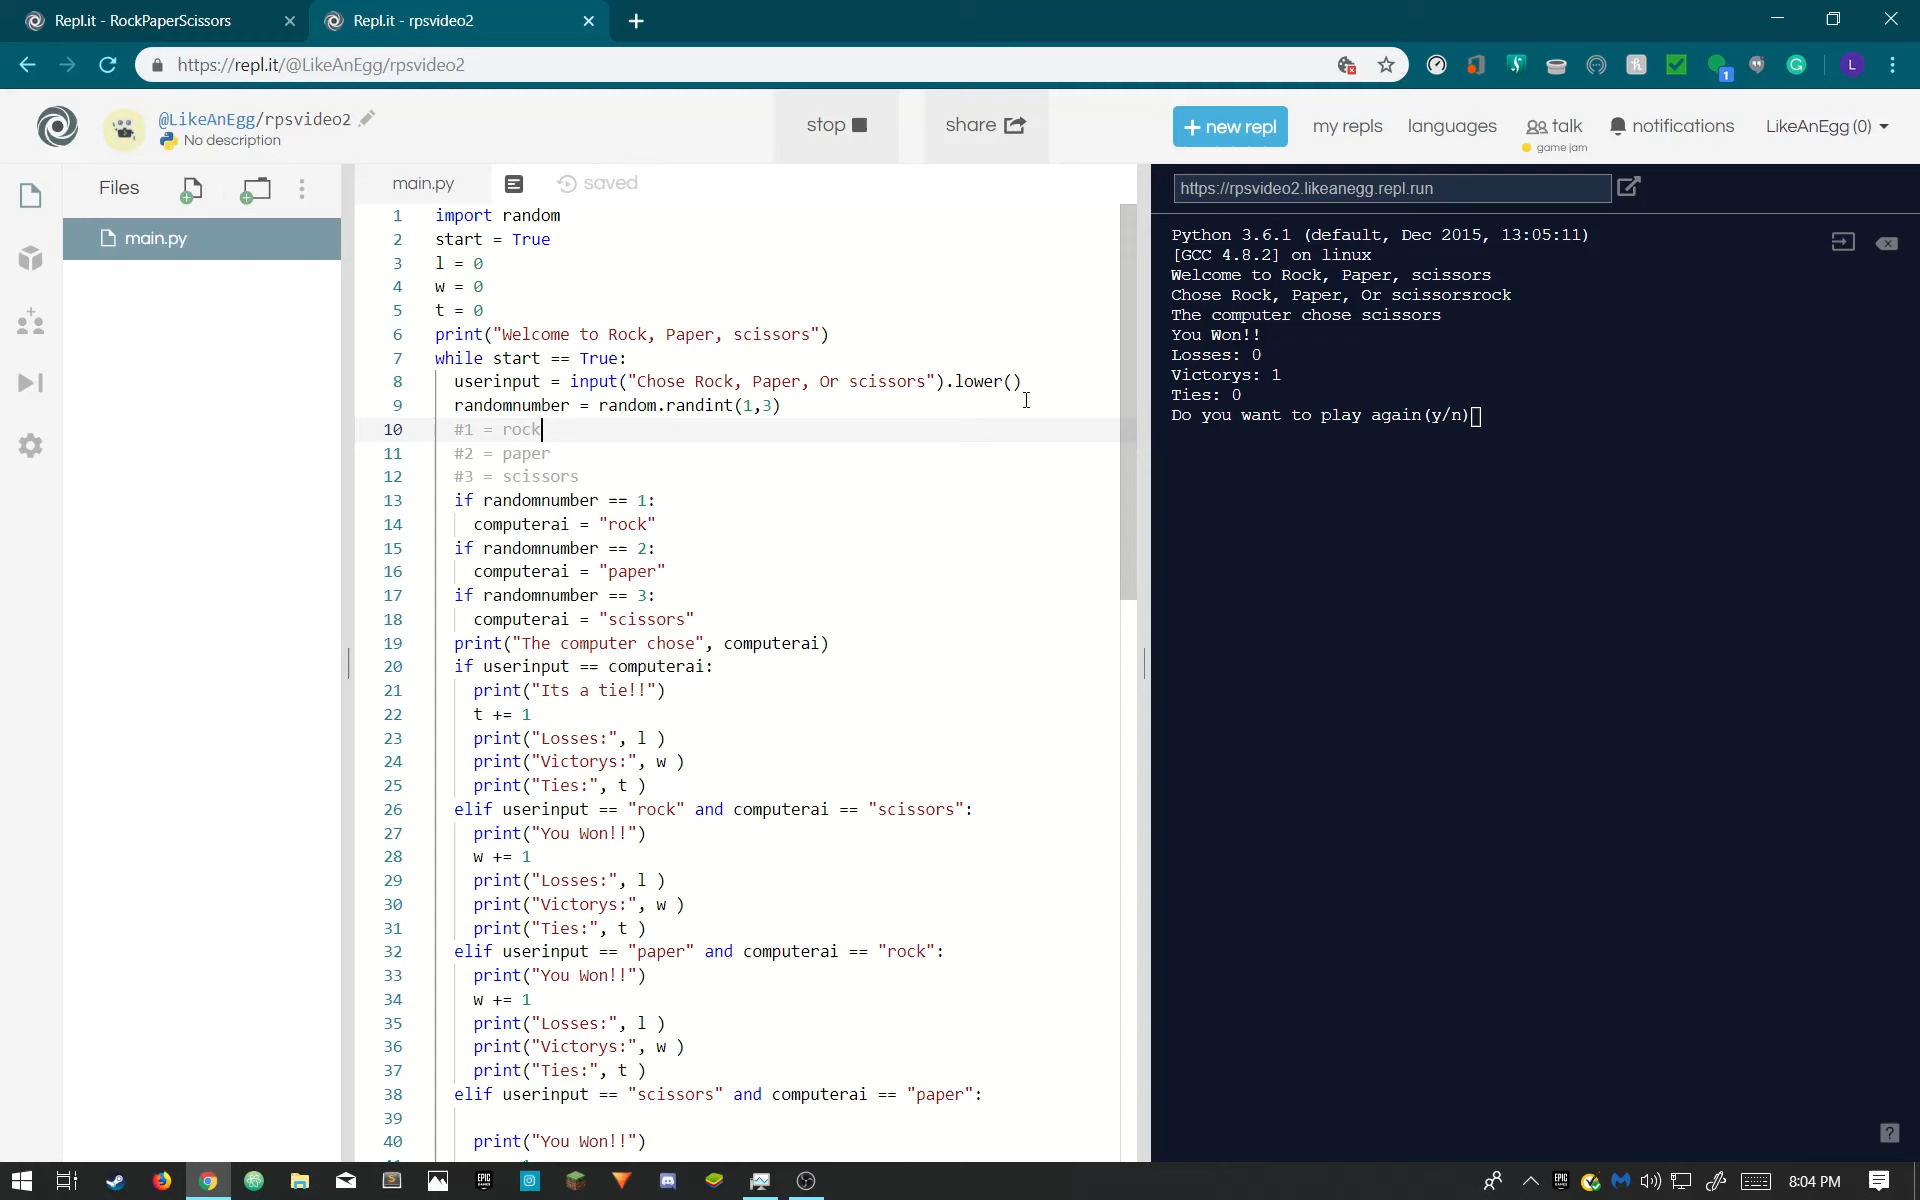 Repl.it - RockPaperScissors
Repl.it - rpsvideo2
https://repl.it/@LikeAnEgg/rpsvideo2
L
1
@LikeAnEgg/rpsvideo2
No description
stop
share
+ new repl
my repls
languages
talk
game jam
notifications
LikeAnEgg (0)
Files
main.py
main.py
saved
https://rpsvideo2.likeanegg.repl.run
1 import random
2 start = True
3 l = 0
4 w = 0
5 t = 0
6 print("Welcome to Rock, Paper, scissors")
7 while start == True:
8 userinput = input("Chose Rock, Paper, Or scissors").lower()
9 randomnumber = random.randint(1,3)
10 #1 = rock
11 #2 = paper
12 #3 = scissors
13 if randomnumber == 1:
14 computerai = "rock"
15 if randomnumber == 2:
16 computerai = "paper"
17 if randomnumber == 3:
18 computerai = "scissors"
19 print("The computer chose", computerai)
20 if userinput == computerai:
21 print("Its a tie!!")
22 t += 1
23 print("Losses:", l )
24 print("Victorys:", w )
25 print("Ties:", t )
26 elif userinput == "rock" and computerai == "scissors":
27 print("You Won!!")
28 w += 1
29 print("Losses:", l )
30 print("Victorys:", w )
31 print("Ties:", t )
32 elif userinput == "paper" and computerai == "rock":
33 print("You Won!!")
34 w += 1
35 print("Losses:", l )
36 print("Victorys:", w )
37 print("Ties:", t )
38 elif userinput == "scissors" and computerai == "paper":
39
40 print("You Won!!")
Python 3.6.1 (default, Dec 2015, 13:05:11)
[GCC 4.8.2] on linux
Welcome to Rock, Paper, scissors
Chose Rock, Paper, Or scissorsrock
The computer chose scissors
You Won!!
Losses: 0
Victorys: 1
Ties: 0
Do you want to play again(y/n)
?
8:04 PM